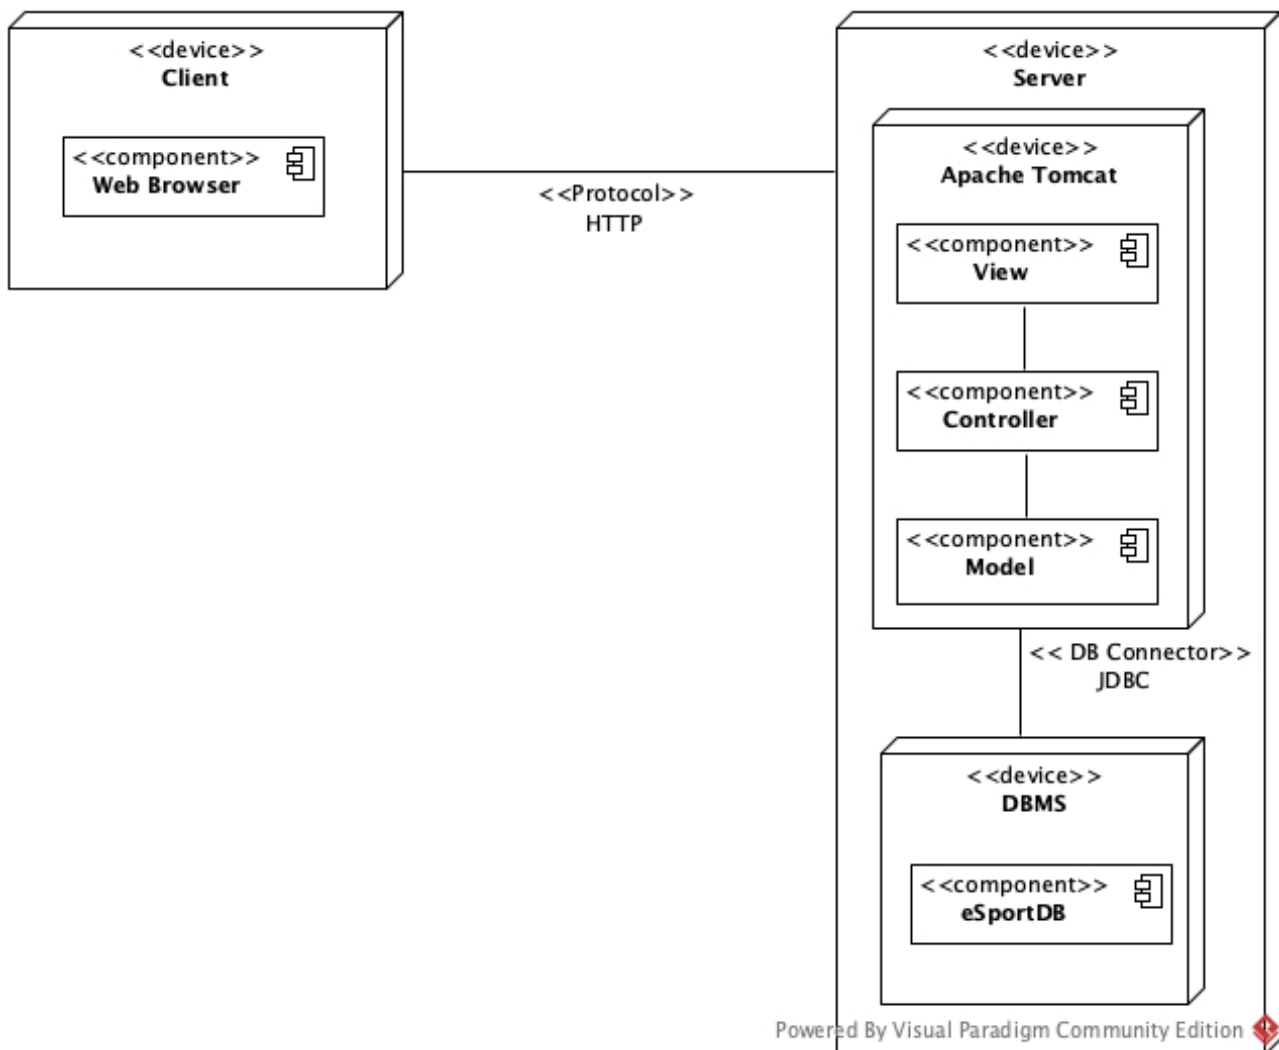 <<device>>
Client
<<component>>
Web Browser
<<Protocol>>
HTTP
<<device>>
Server
<<device>>
Apache Tomcat
<<component>>
View
<<component>>
Controller
<<component>>
Model
<< DB Connector>>
JDBC
<<device>>
DBMS
<<component>>
eSportDB
Powered By Visual Paradigm Community Edition